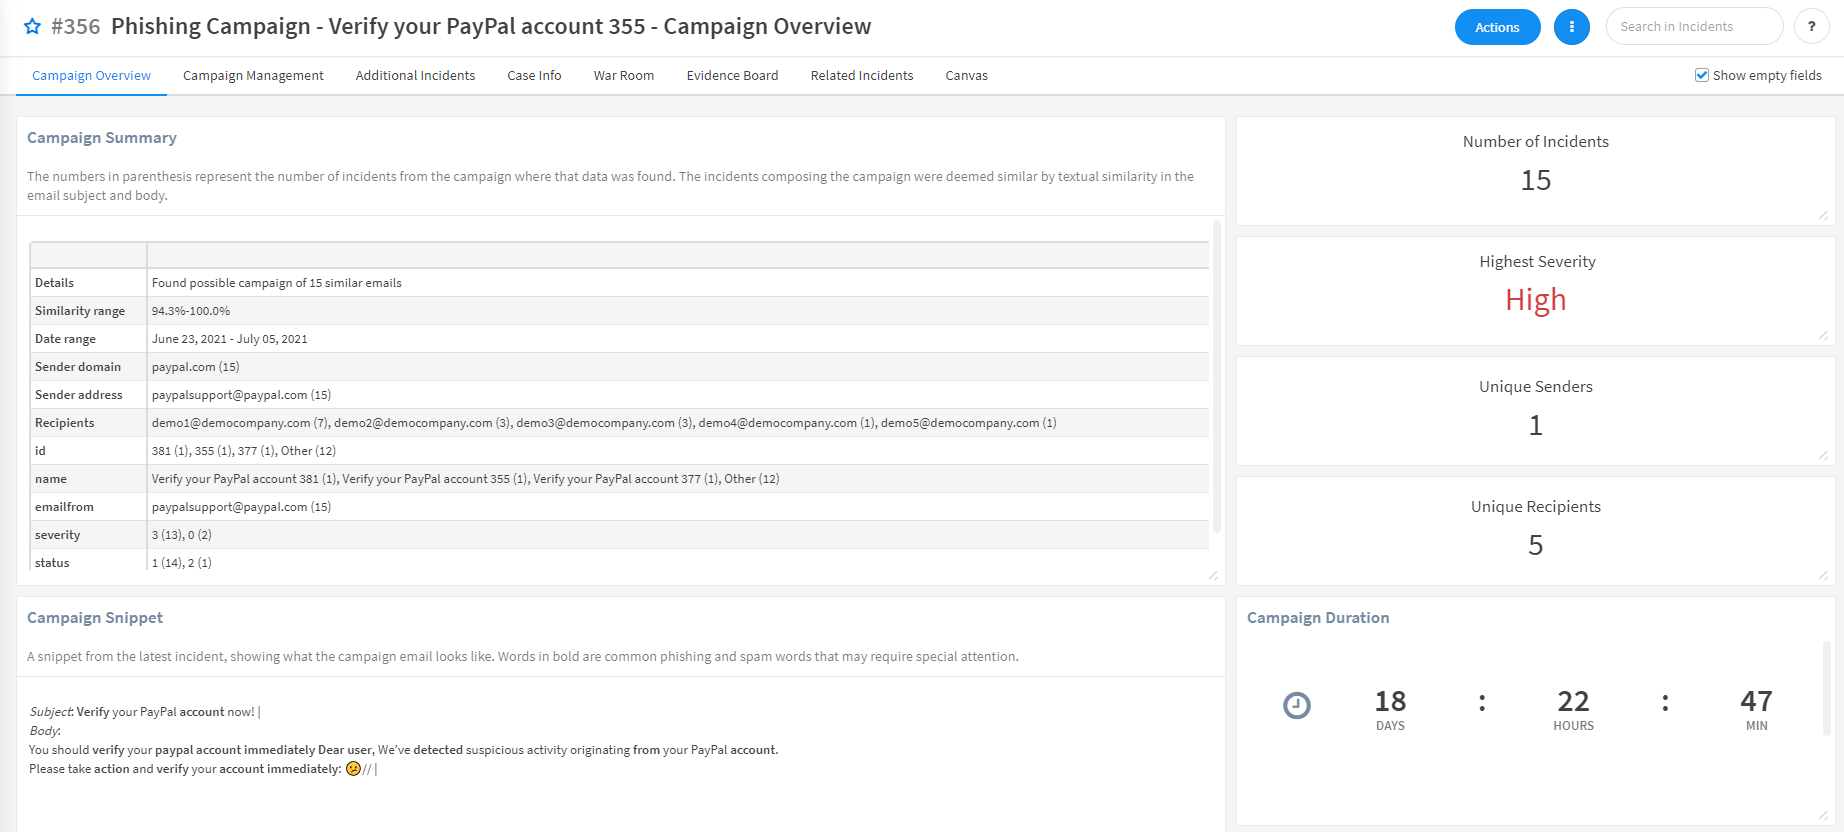 #356 Phishing Campaign - Verify your PayPal account 355 - Campaign Overview
Actions
Search in Incidents
?
Campaign Overview Campaign Management Additional Incidents Case Info War Room Evidence Board Related Incidents Canvas
Show empty fields
Campaign Summary
The numbers in parenthesis represent the number of incidents from the campaign where that data was found. The incidents composing the campaign were deemed similar by textual similarity in the
email subject and body.
Details Found possible campaign of 15 similar emails
Similarity range 94.3%-100.0%
Date range June 23, 2021 - July 05, 2021
Sender domain paypal.com (15)
Sender address paypalsupport@paypal.com (15)
Recipients demo1@democompany.com (7), demo2@democompany.com (3), demo3@democompany.com (3), demo4@democompany.com (1), demo5@democompany.com (1)
id 381 (1), 355 (1), 377 (1), Other (12)
name Verify your PayPal account 381 (1), Verify your PayPal account 355 (1), Verify your PayPal account 377 (1), Other (12)
emailfrom paypalsupport@paypal.com (15)
severity 3 (13), 0 (2)
status 1 (14), 2 (1)
Number of Incidents
15
Highest Severity
High
Unique Senders
1
Unique Recipients
5
Campaign Snippet
A snippet from the latest incident, showing what the campaign email looks like. Words in bold are common phishing and spam words that may require special attention.
Subject: Verify your PayPal account now! |
Body:
You should verify your paypal account immediately Dear user, We've detected suspicious activity originating from your PayPal account.
Please take action and verify your account immediately: 😕// |
Campaign Duration
18 : 22 : 47
DAYS HOURS MIN